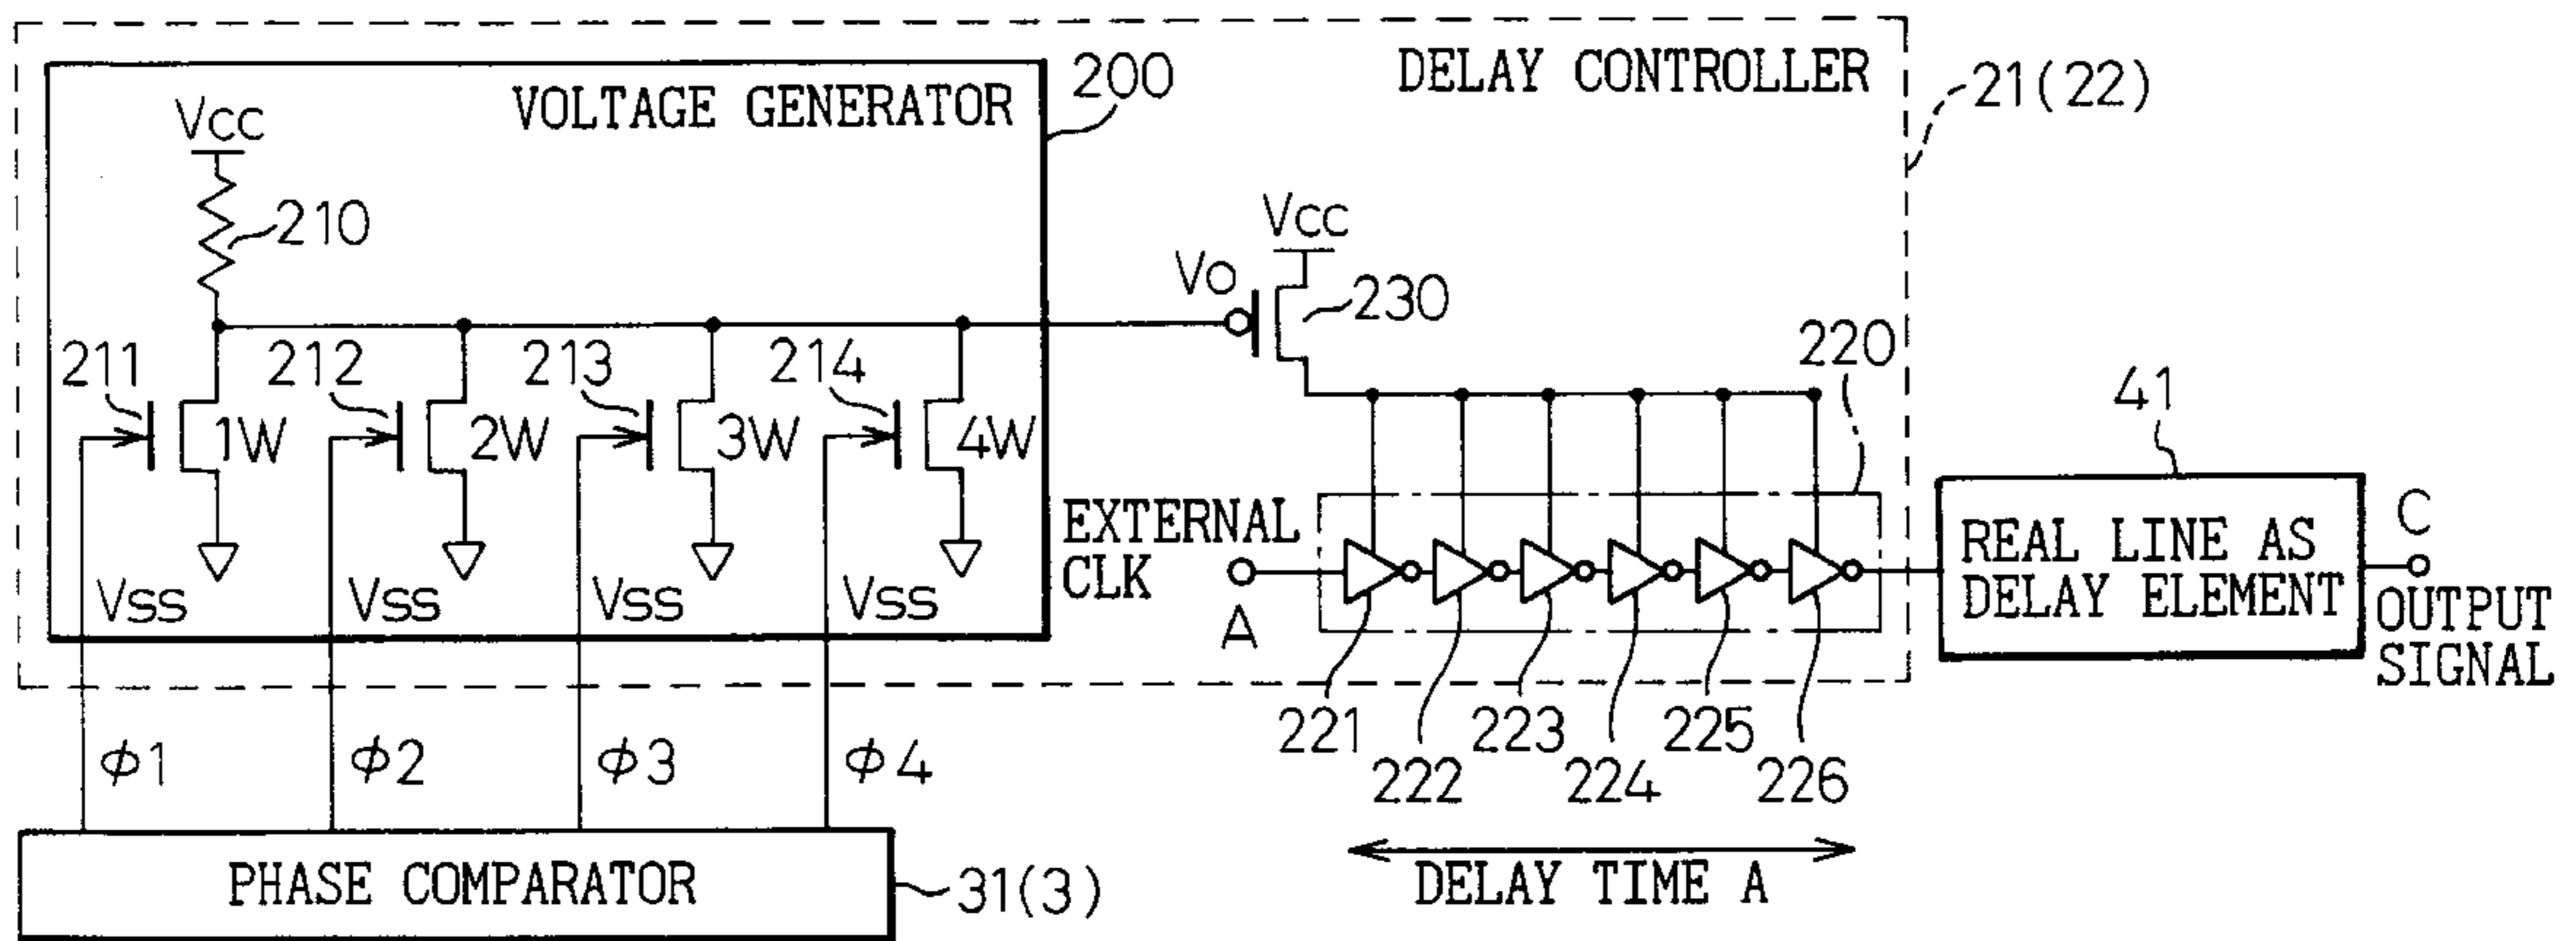 DELAY CONTROLLER
21(22)
VOLTAGE GENERATOR
200
Vcc
210
Vcc
Vo
230
211
1W
212
2W
213
3W
214
4W
220
41
EXTERNAL
CLK
A
REAL LINE AS
DELAY ELEMENT
C
OUTPUT
SIGNAL
Vss
Vss
Vss
Vss
221
222
223
224
225
226
φ1
φ2
φ3
φ4
DELAY TIME A
PHASE COMPARATOR
31(3)